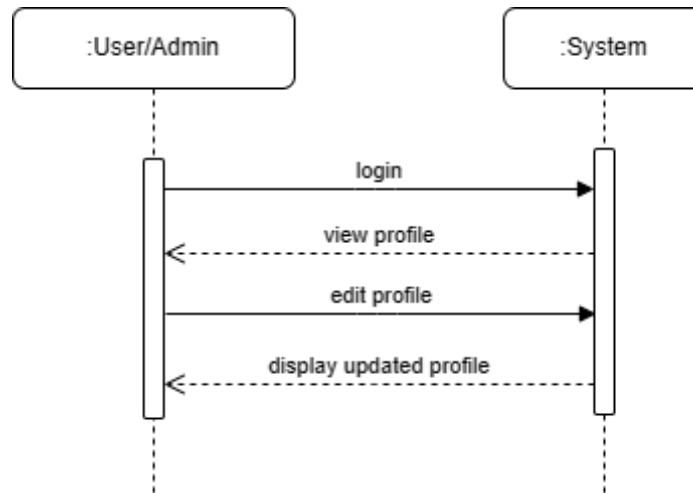 :User/Admin
:System
login
view profile
edit profile
display updated profile